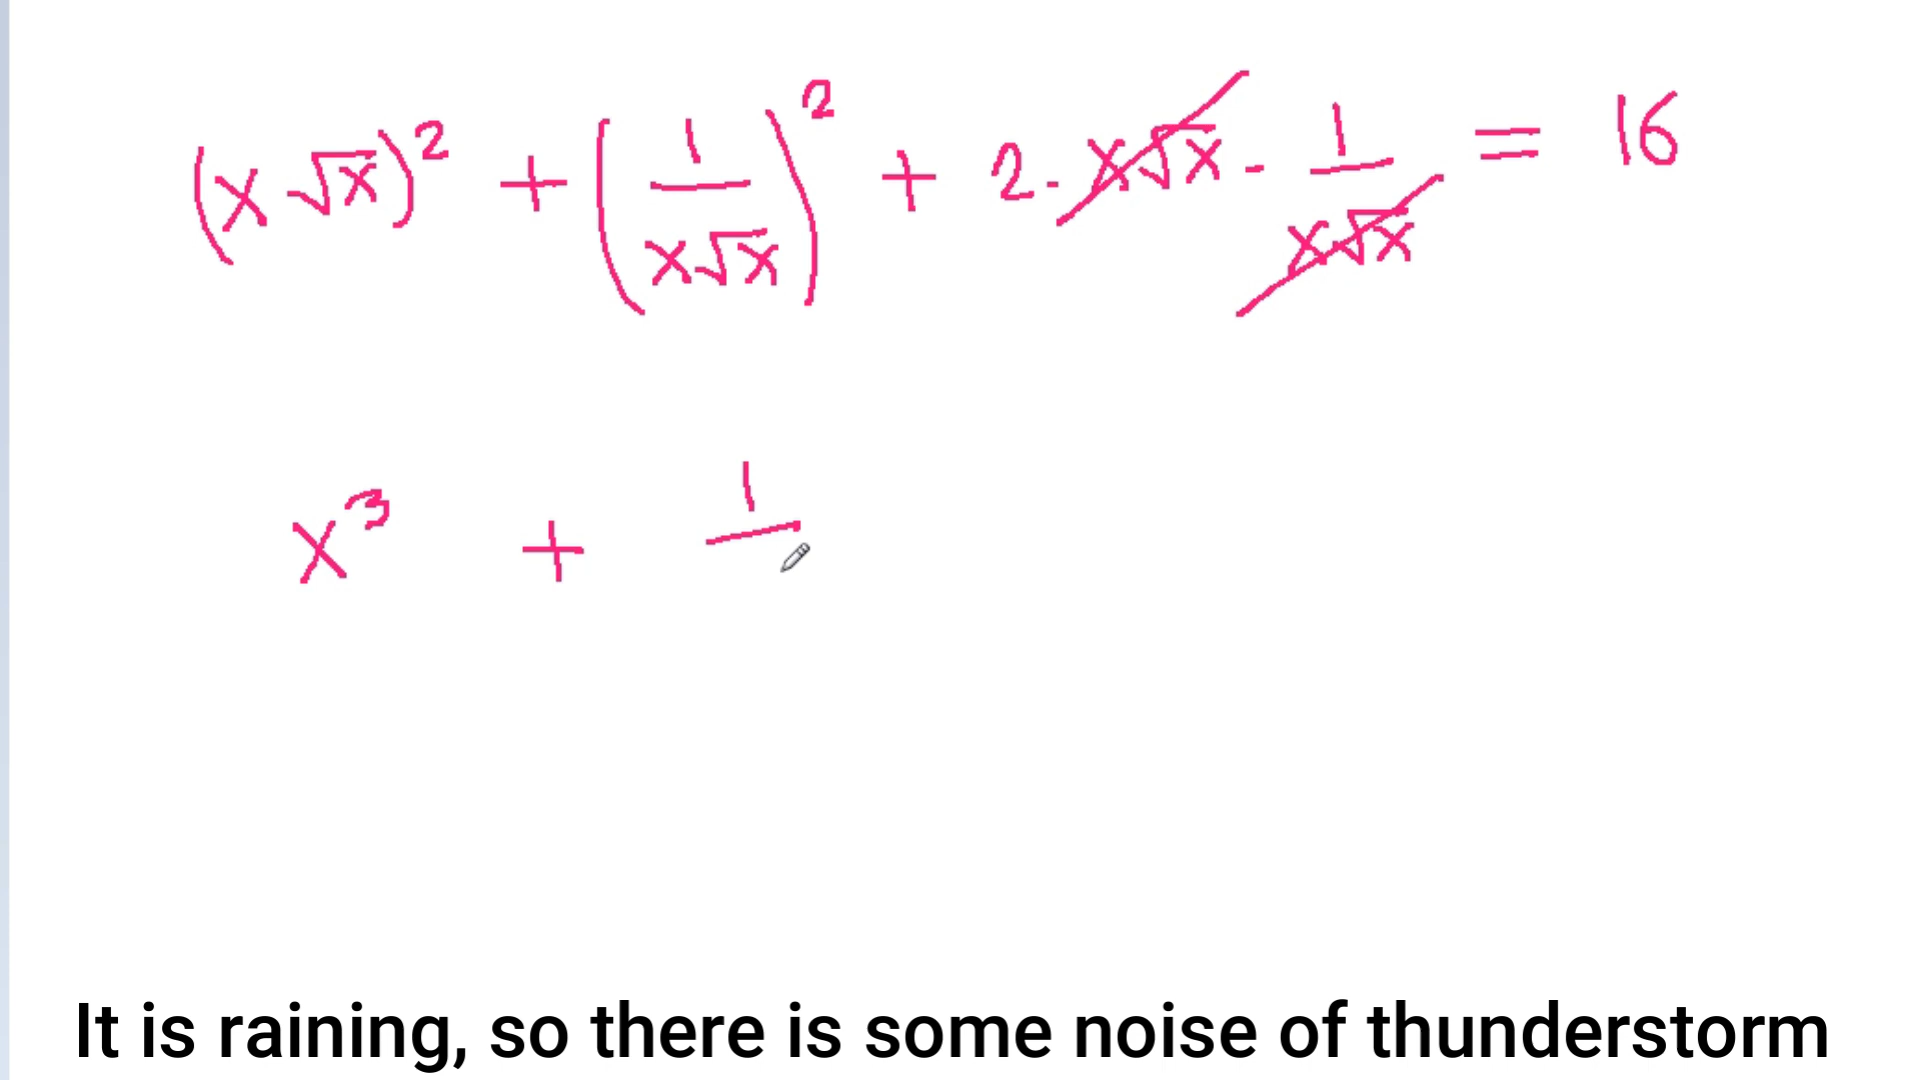 (x √x)² + (1/(x√x))² + 2 · x√x · 1/(x√x) = 16
x³ + 1/
It is raining, so there is some noise of thunderstorm